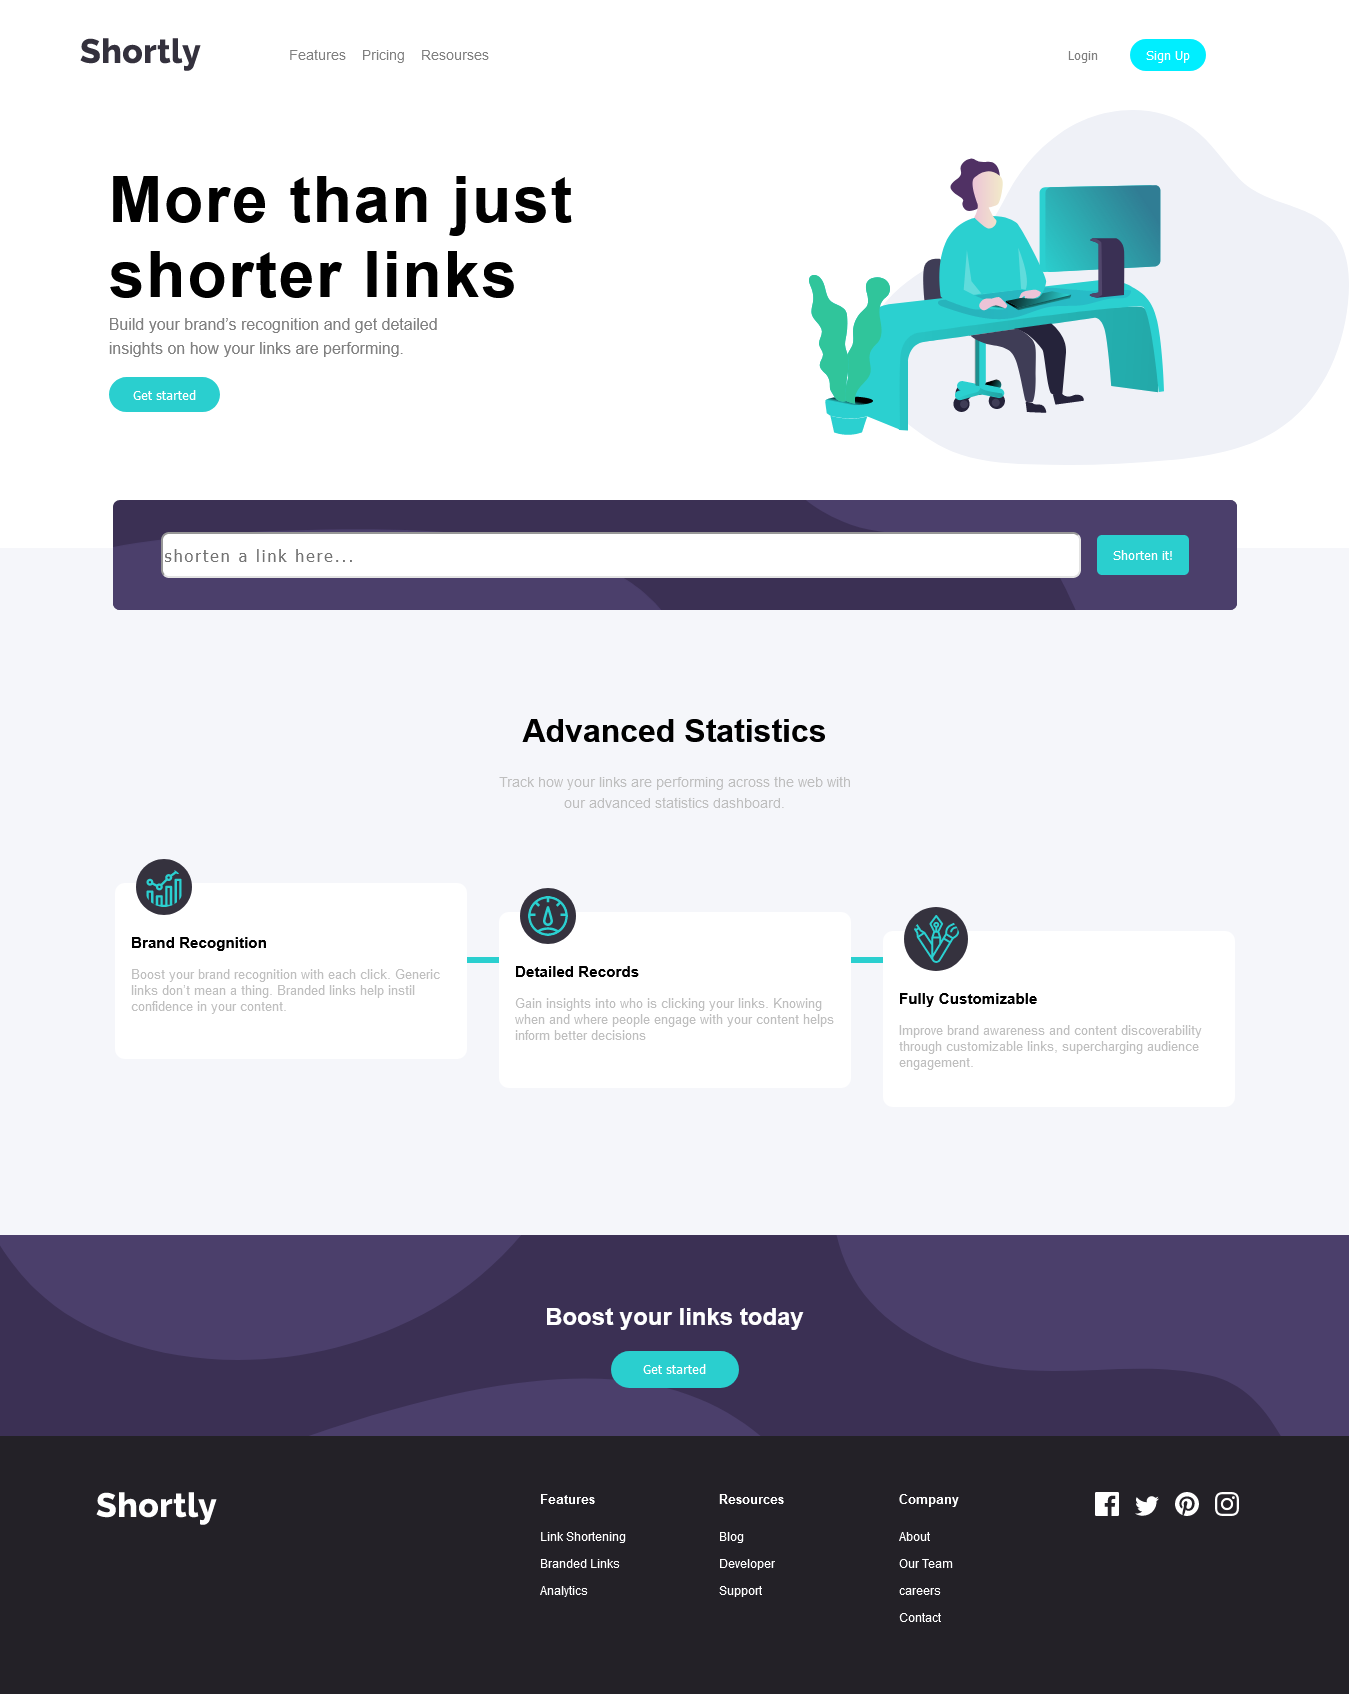 Shortly
Features Pricing Resourses
Login
Sign Up
More than just
shorter links
Build your brand’s recognition and get detailed
insights on how your links are performing.
Get started
shorten a link here...
Shorten it!
Advanced Statistics
Track how your links are performing across the web with
our advanced statistics dashboard.
Brand Recognition
Boost your brand recognition with each click. Generic
links don’t mean a thing. Branded links help instil
confidence in your content.
Detailed Records
Gain insights into who is clicking your links. Knowing
when and where people engage with your content helps
inform better decisions
Fully Customizable
Improve brand awareness and content discoverability
through customizable links, supercharging audience
engagement.
Boost your links today
Get started
Shortly
Features
Link Shortening
Branded Links
Analytics
Resources
Blog
Developer
Support
Company
About
Our Team
careers
Contact